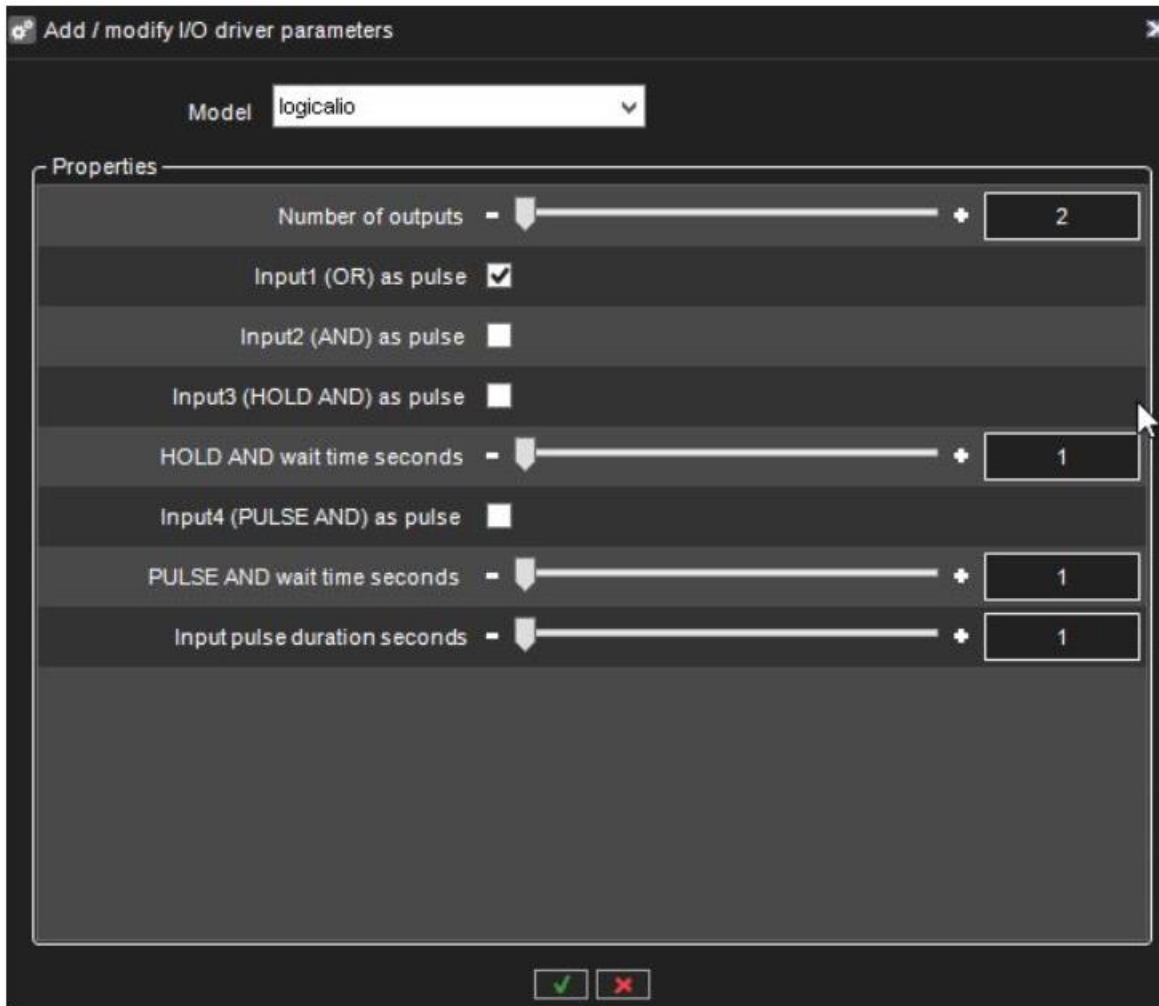 Add / modify I/O driver parameters
Model logicalio
Properties
Number of outputs - + 2
Input1 (OR) as pulse
Input2 (AND) as pulse
Input3 (HOLD AND) as pulse
HOLD AND wait time seconds - + 1
Input4 (PULSE AND) as pulse
PULSE AND wait time seconds - + 1
Input pulse duration seconds - + 1